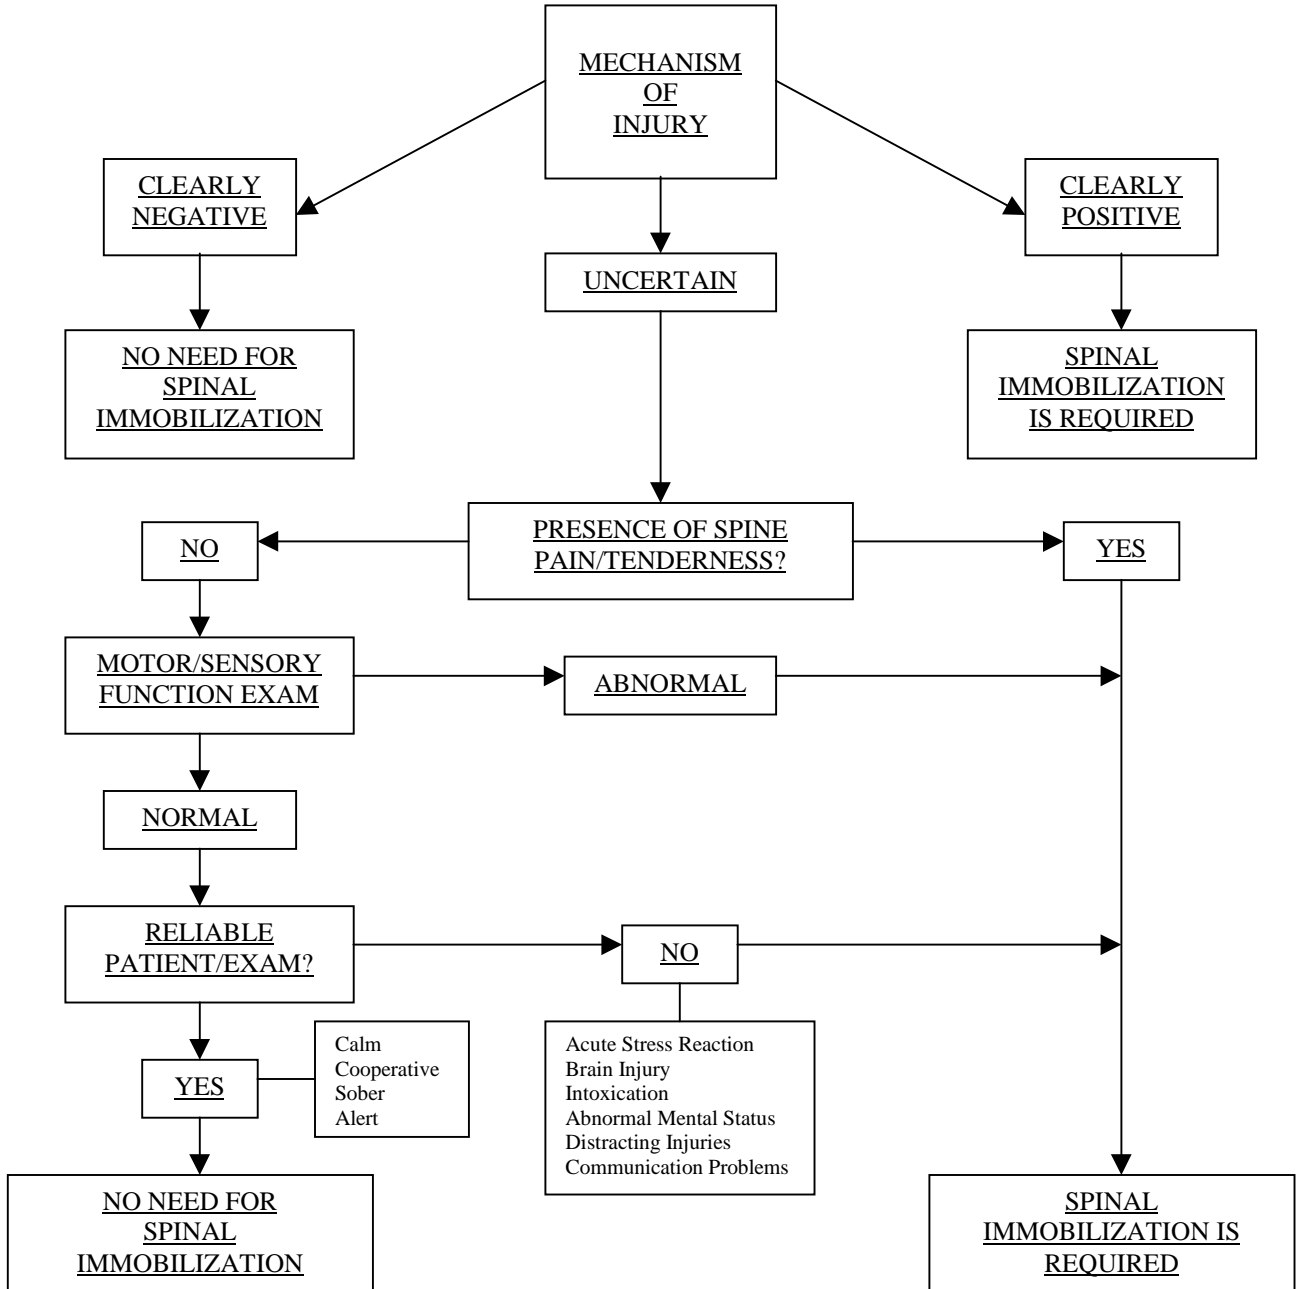 MECHANISM
OF
INJURY
CLEARLY
NEGATIVE
CLEARLY
POSITIVE
UNCERTAIN
NO NEED FOR
SPINAL
IMMOBILIZATION
SPINAL
IMMOBILIZATION
IS REQUIRED
PRESENCE OF SPINE
PAIN/TENDERNESS?
NO
YES
MOTOR/SENSORY
FUNCTION EXAM
ABNORMAL
NORMAL
RELIABLE
PATIENT/EXAM?
NO
YES
Calm
Cooperative
Sober
Alert
Acute Stress Reaction
Brain Injury
Intoxication
Abnormal Mental Status
Distracting Injuries
Communication Problems
NO NEED FOR
SPINAL
IMMOBILIZATION
SPINAL
IMMOBILIZATION IS
REQUIRED